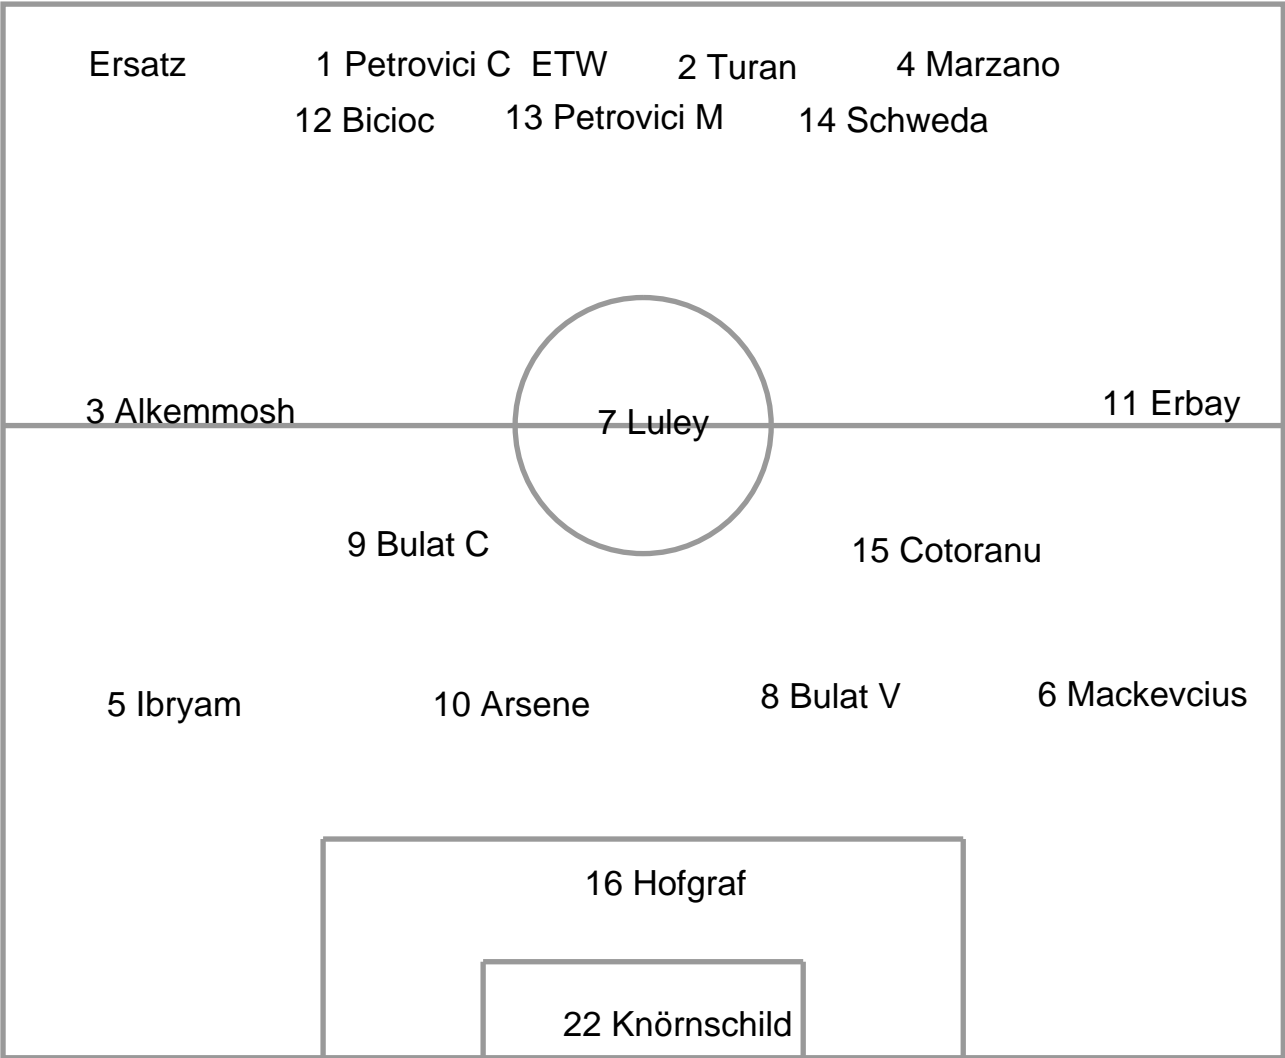 Ersatz 1 Petrovici C ETW 2 Turan 4 Marzano
12 Bicioc 13 Petrovici M 14 Schweda
3 Alkemmosh 7 Luley 11 Erbay
9 Bulat C 15 Cotoranu
5 Ibryam 10 Arsene 8 Bulat V 6 Mackevcius
16 Hofgraf
22 Knörnschild